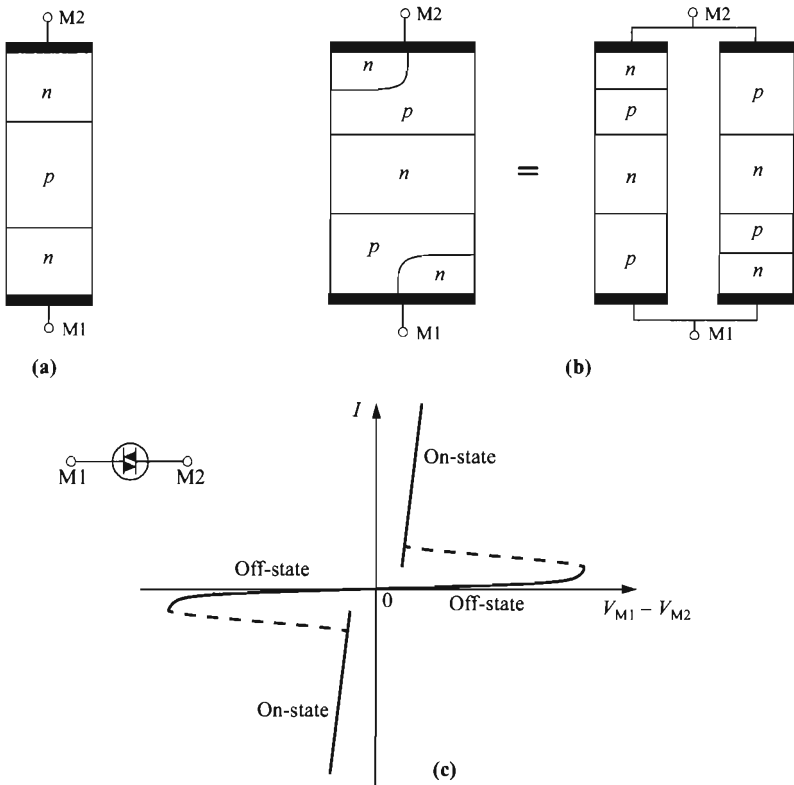 M2
n
p
n
M1
(a)
M2
n
p
n
p
n
M1
=
M2
n
p
n
p
p
n
p
n
M1
(b)
I
On-state
M1
M2
Off-state
0
Off-state
V_M1 – V_M2
On-state
(c)